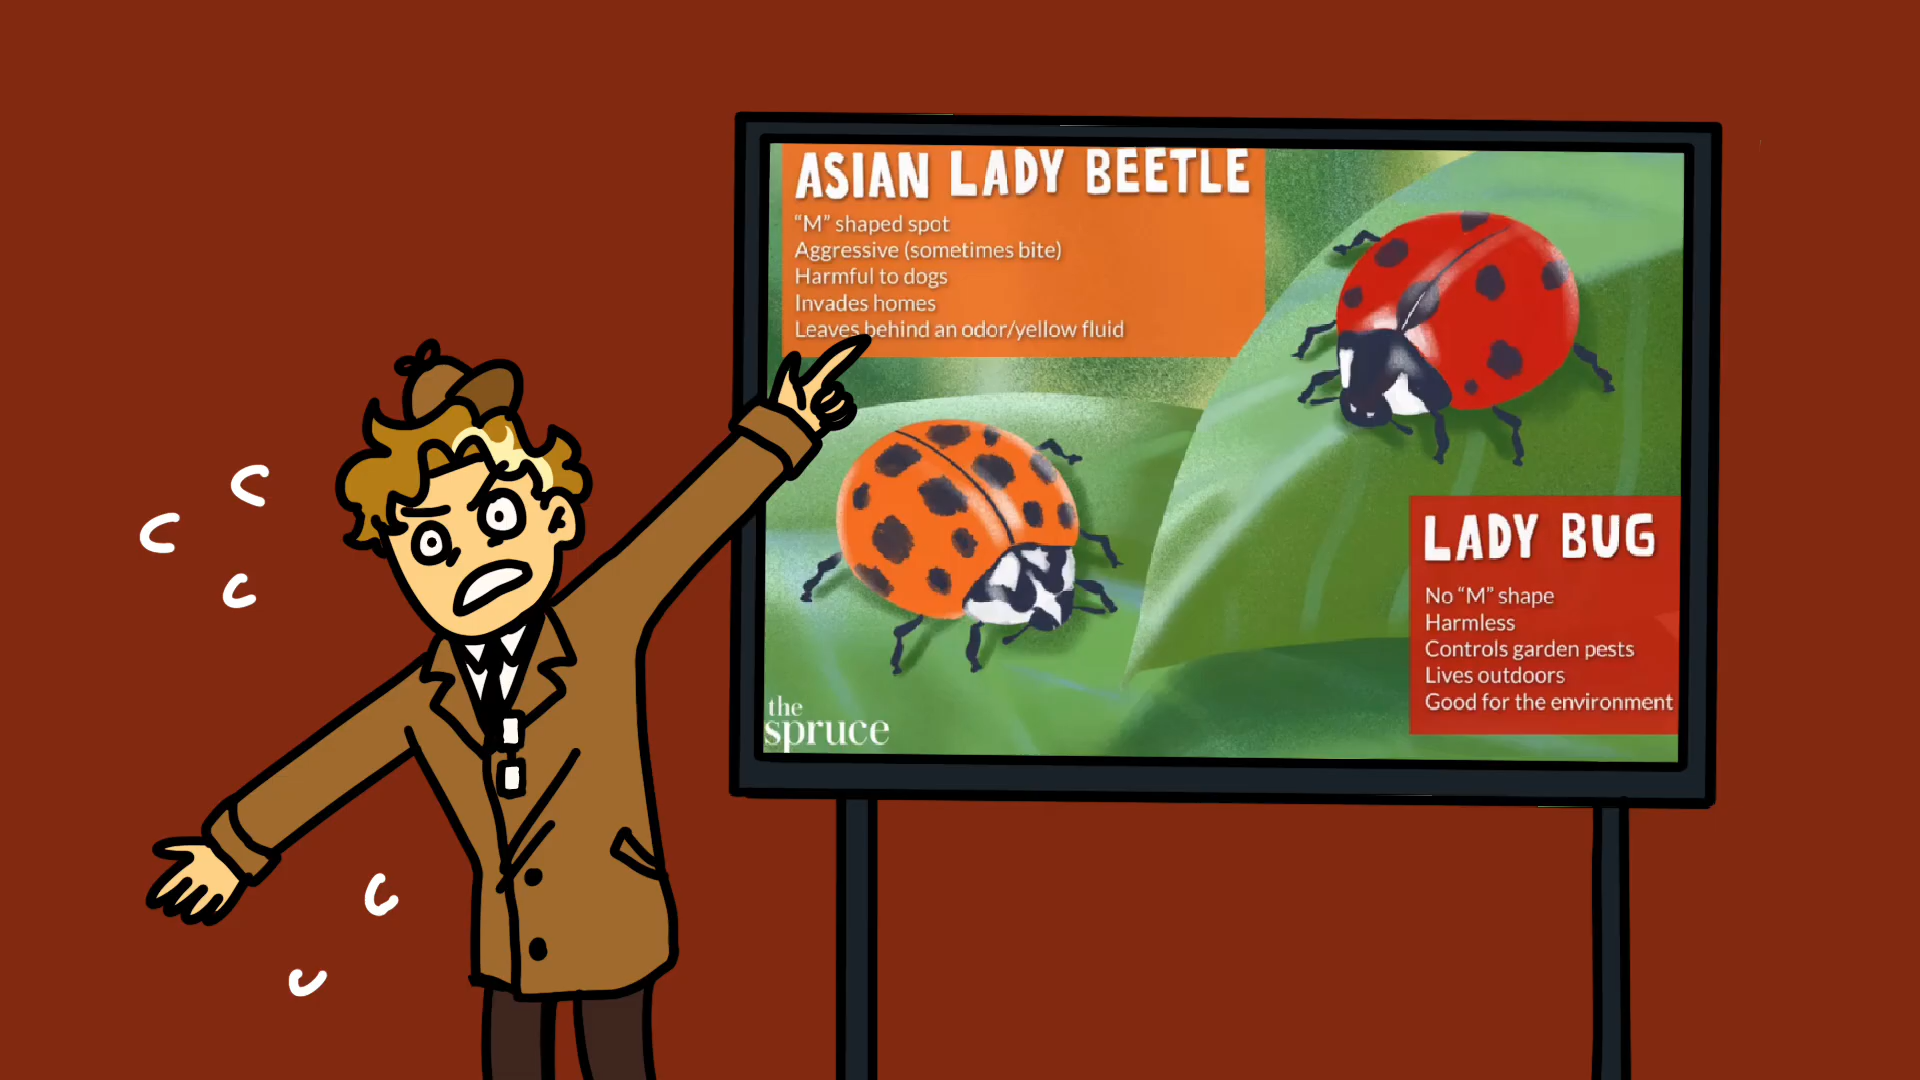 ASIAN LADY BEETLE
"M" shaped spot
Aggressive (sometimes bite)
Harmful to dogs
Invades homes
Leaves behind an odor/yellow fluid
LADY BUG
No "M" shape
Harmless
Controls garden pests
Lives outdoors
Good for the environment
the
spruce